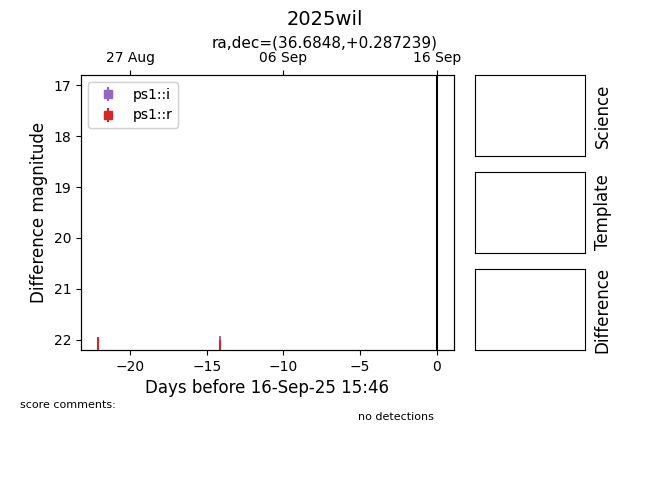 2025wil
ra,dec=(36.6848,+0.287239)
27 Aug
06 Sep
16 Sep
ps1::i
ps1::r
17
18
19
20
21
22
Difference magnitude
−20
−15
−10
−5
0
Days before 16-Sep-25 15:46
Science
Template
Difference
score comments:
no detections